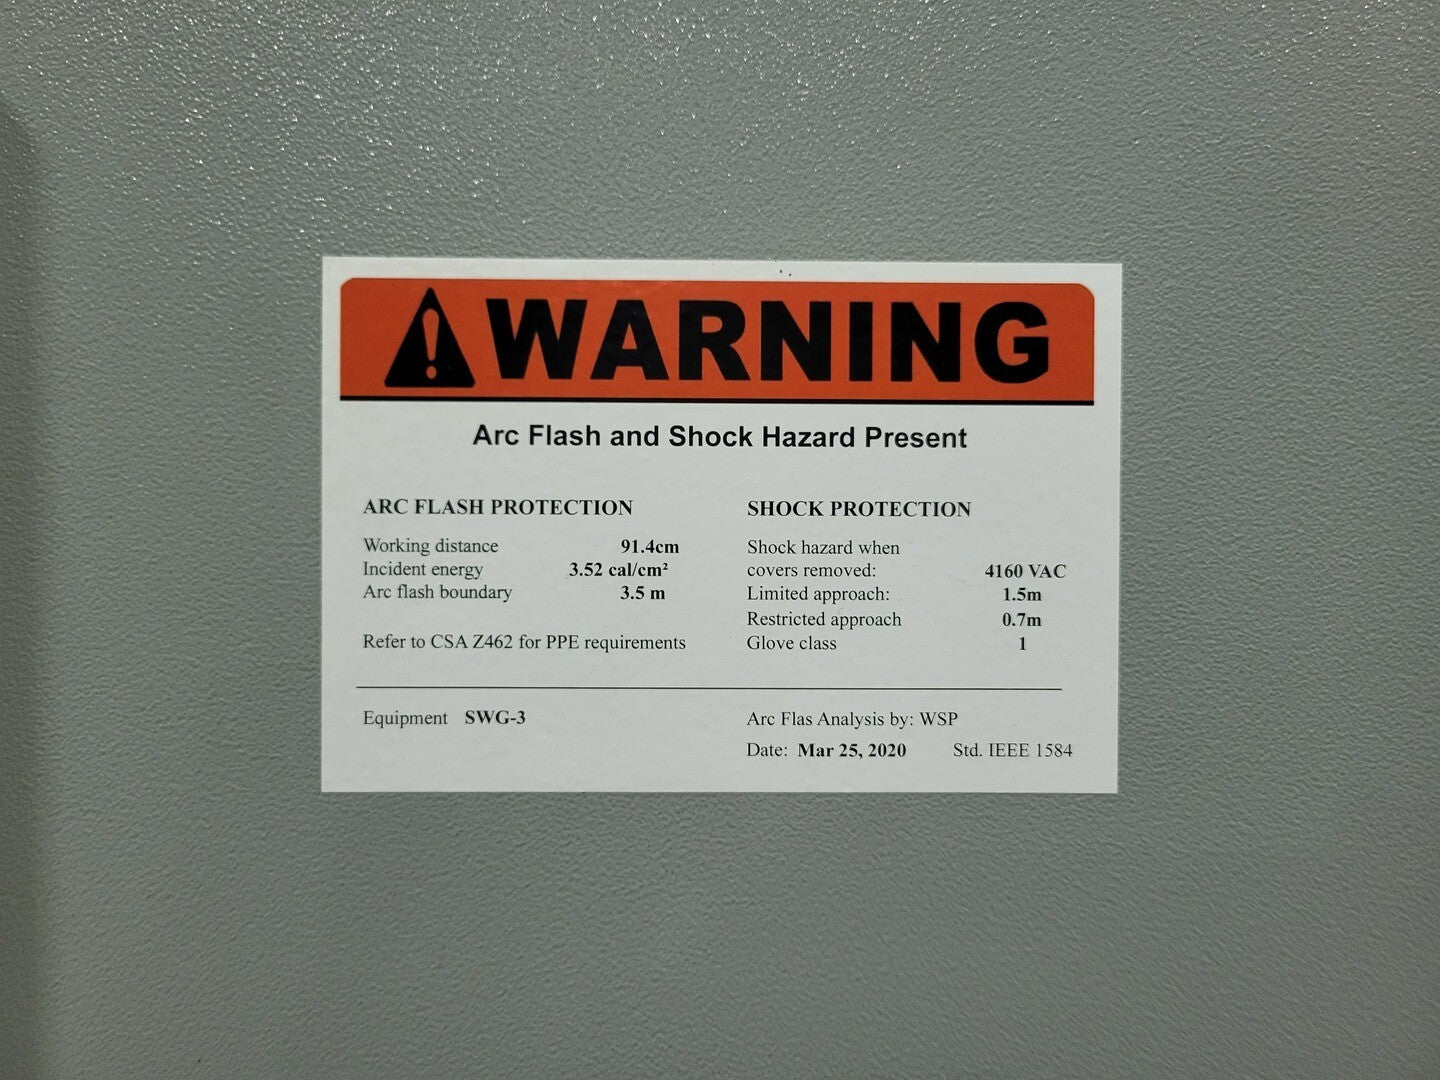 WARNING
Arc Flash and Shock Hazard Present
ARC FLASH PROTECTION
Working distance 91.4cm
Incident energy 3.52 cal/cm²
Arc flash boundary 3.5 m
Refer to CSA Z462 for PPE requirements
SHOCK PROTECTION
Shock hazard when
covers removed: 4160 VAC
Limited approach: 1.5m
Restricted approach 0.7m
Glove class 1
Equipment SWG-3
Arc Flas Analysis by: WSP
Date: Mar 25, 2020 Std. IEEE 1584